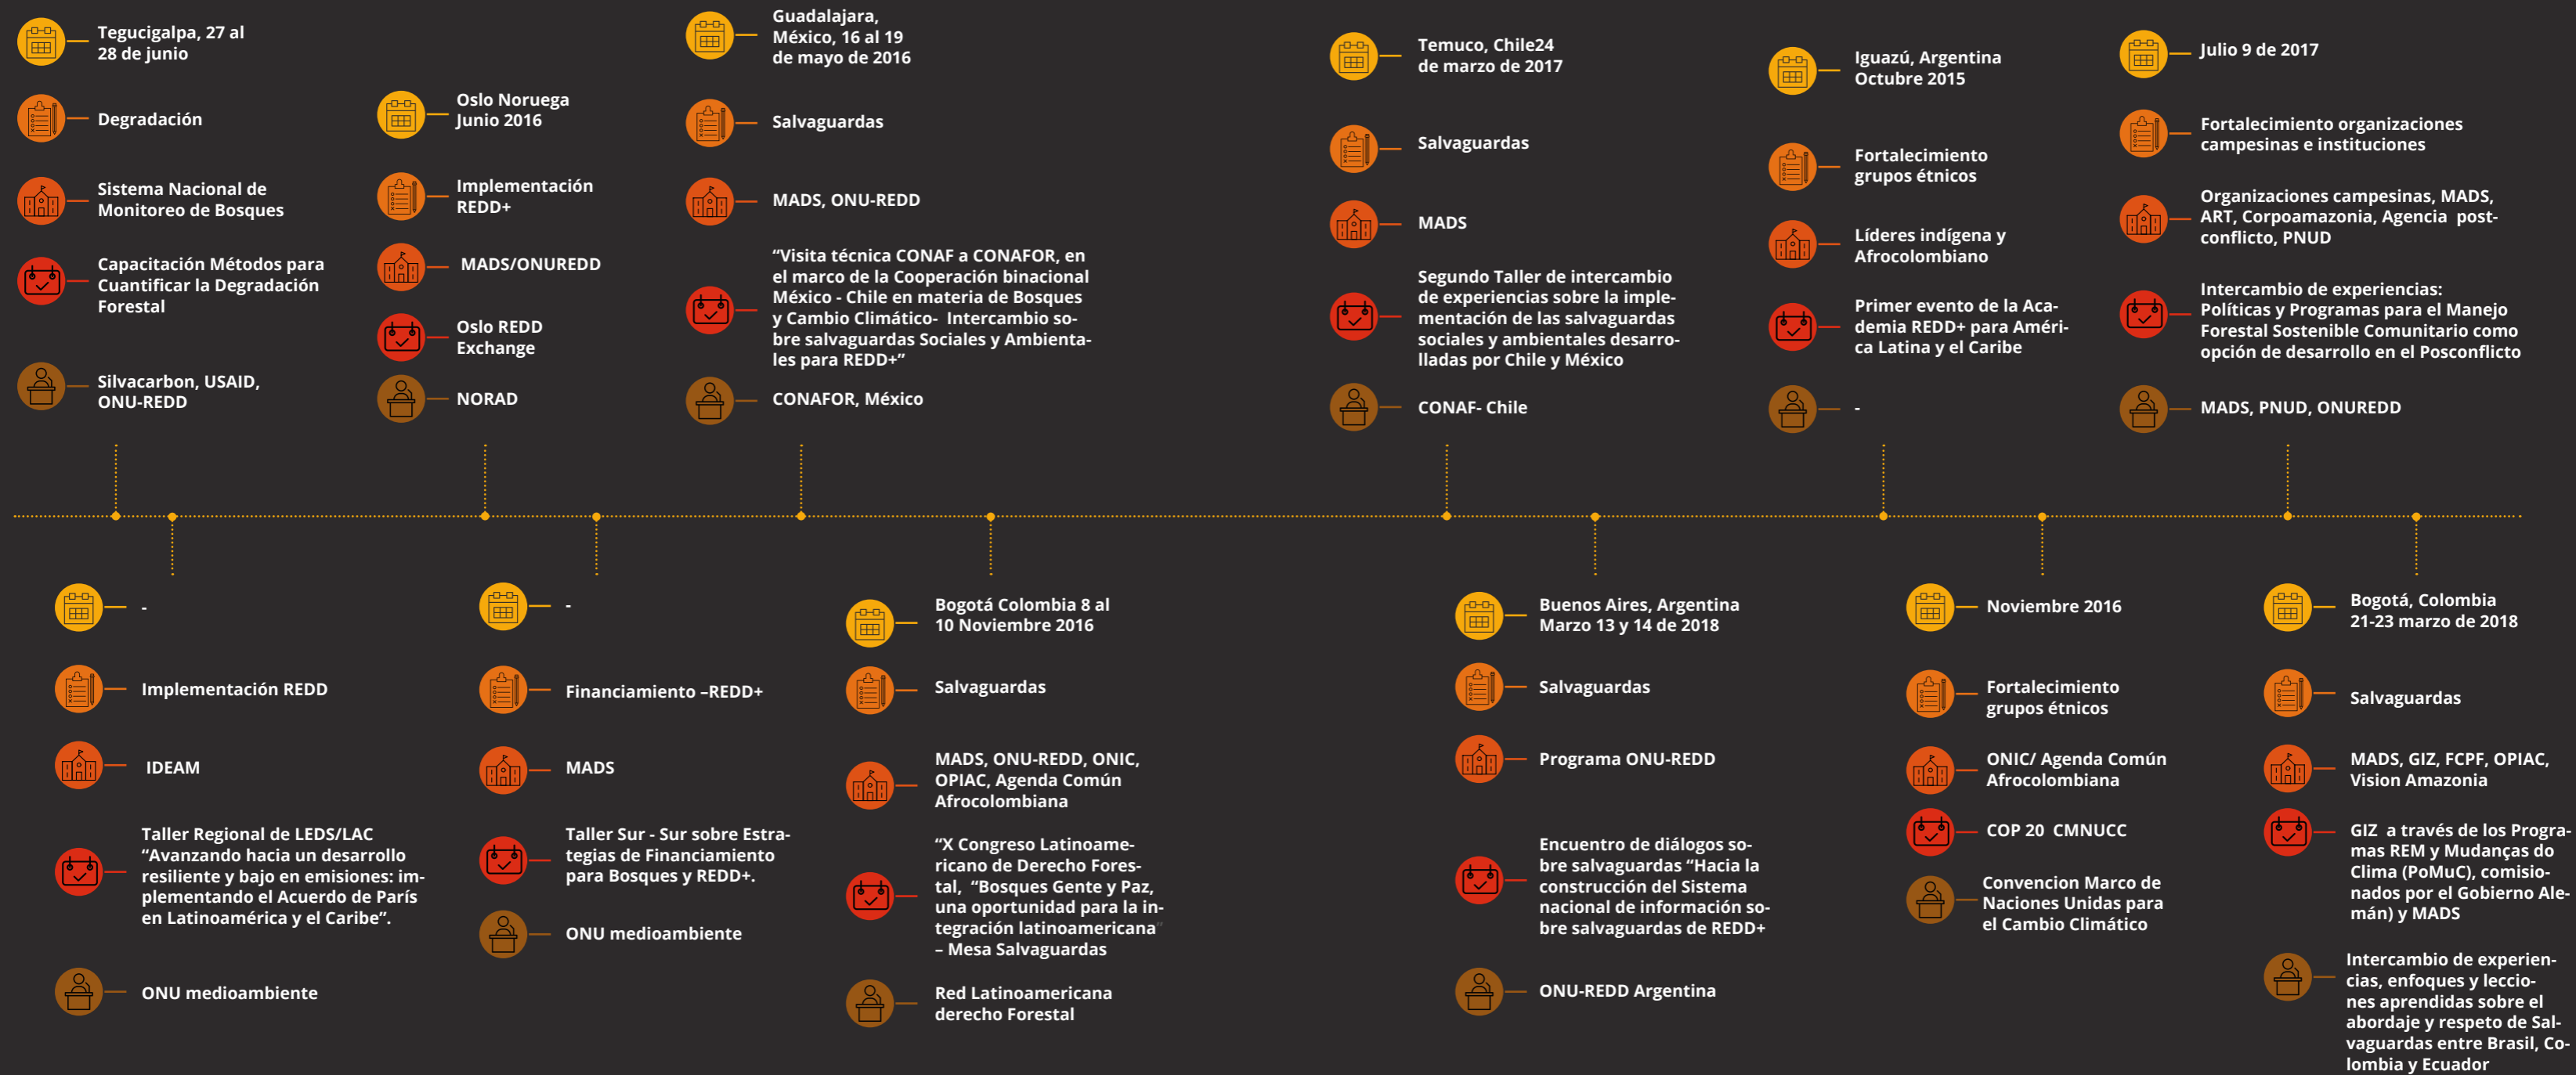 Tegucigalpa, 27 al
28 de junio
Degradación
Sistema Nacional de
Monitoreo de Bosques
Capacitación Métodos para
Cuantificar la Degradación
Forestal
Silvacarbon, USAID,
ONU-REDD
Oslo Noruega
Junio 2016
Implementación
REDD+
MADS/ONUREDD
Oslo REDD
Exchange
NORAD
Guadalajara,
México, 16 al 19
de mayo de 2016
Salvaguardas
MADS, ONU-REDD
“Visita técnica CONAF a CONAFOR, en
el marco de la Cooperación binacional
México - Chile en materia de Bosques
y Cambio Climático- Intercambio so-
bre salvaguardas Sociales y Ambienta-
les para REDD+”
CONAFOR, México
Temuco, Chile24
de marzo de 2017
Salvaguardas
MADS
Segundo Taller de intercambio
de experiencias sobre la imple-
mentación de las salvaguardas
sociales y ambientales desarro-
lladas por Chile y México
CONAF- Chile
Iguazú, Argentina
Octubre 2015
Fortalecimiento
grupos étnicos
Líderes indígena y
Afrocolombiano
Primer evento de la Aca-
demia REDD+ para Améri-
ca Latina y el Caribe
-
Julio 9 de 2017
Fortalecimiento organizaciones
campesinas e instituciones
Organizaciones campesinas, MADS,
ART, Corpoamazonia, Agencia post-
conflicto, PNUD
Intercambio de experiencias:
Políticas y Programas para el Manejo
Forestal Sostenible Comunitario como
opción de desarrollo en el Posconflicto
MADS, PNUD, ONUREDD
-
Implementación REDD
IDEAM
Taller Regional de LEDS/LAC
“Avanzando hacia un desarrollo
resiliente y bajo en emisiones: im-
plementando el Acuerdo de París
en Latinoamérica y el Caribe”.
ONU medioambiente
-
Financiamiento –REDD+
MADS
Taller Sur - Sur sobre Estra-
tegias de Financiamiento
para Bosques y REDD+.
ONU medioambiente
Bogotá Colombia 8 al
10 Noviembre 2016
Salvaguardas
MADS, ONU-REDD, ONIC,
OPIAC, Agenda Común
Afrocolombiana
“X Congreso Latinoame-
ricano de Derecho Fores-
tal, “Bosques Gente y Paz,
una oportunidad para la in-
tegración latinoamericana”
– Mesa Salvaguardas
Red Latinoamericana
derecho Forestal
Buenos Aires, Argentina
Marzo 13 y 14 de 2018
Salvaguardas
Programa ONU-REDD
Encuentro de diálogos so-
bre salvaguardas “Hacia la
construcción del Sistema
nacional de información so-
bre salvaguardas de REDD+
ONU-REDD Argentina
Noviembre 2016
Fortalecimiento
grupos étnicos
ONIC/ Agenda Común
Afrocolombiana
COP 20 CMNUCC
Convencion Marco de
Naciones Unidas para
el Cambio Climático
Bogotá, Colombia
21-23 marzo de 2018
Salvaguardas
MADS, GIZ, FCPF, OPIAC,
Vision Amazonia
GIZ a través de los Progra-
mas REM y Mudanças do
Clima (PoMuC), comisio-
nados por el Gobierno Ale-
mán) y MADS
Intercambio de experien-
cias, enfoques y leccio-
nes aprendidas sobre el
abordaje y respeto de Sal-
vaguardas entre Brasil, Co-
lombia y Ecuador